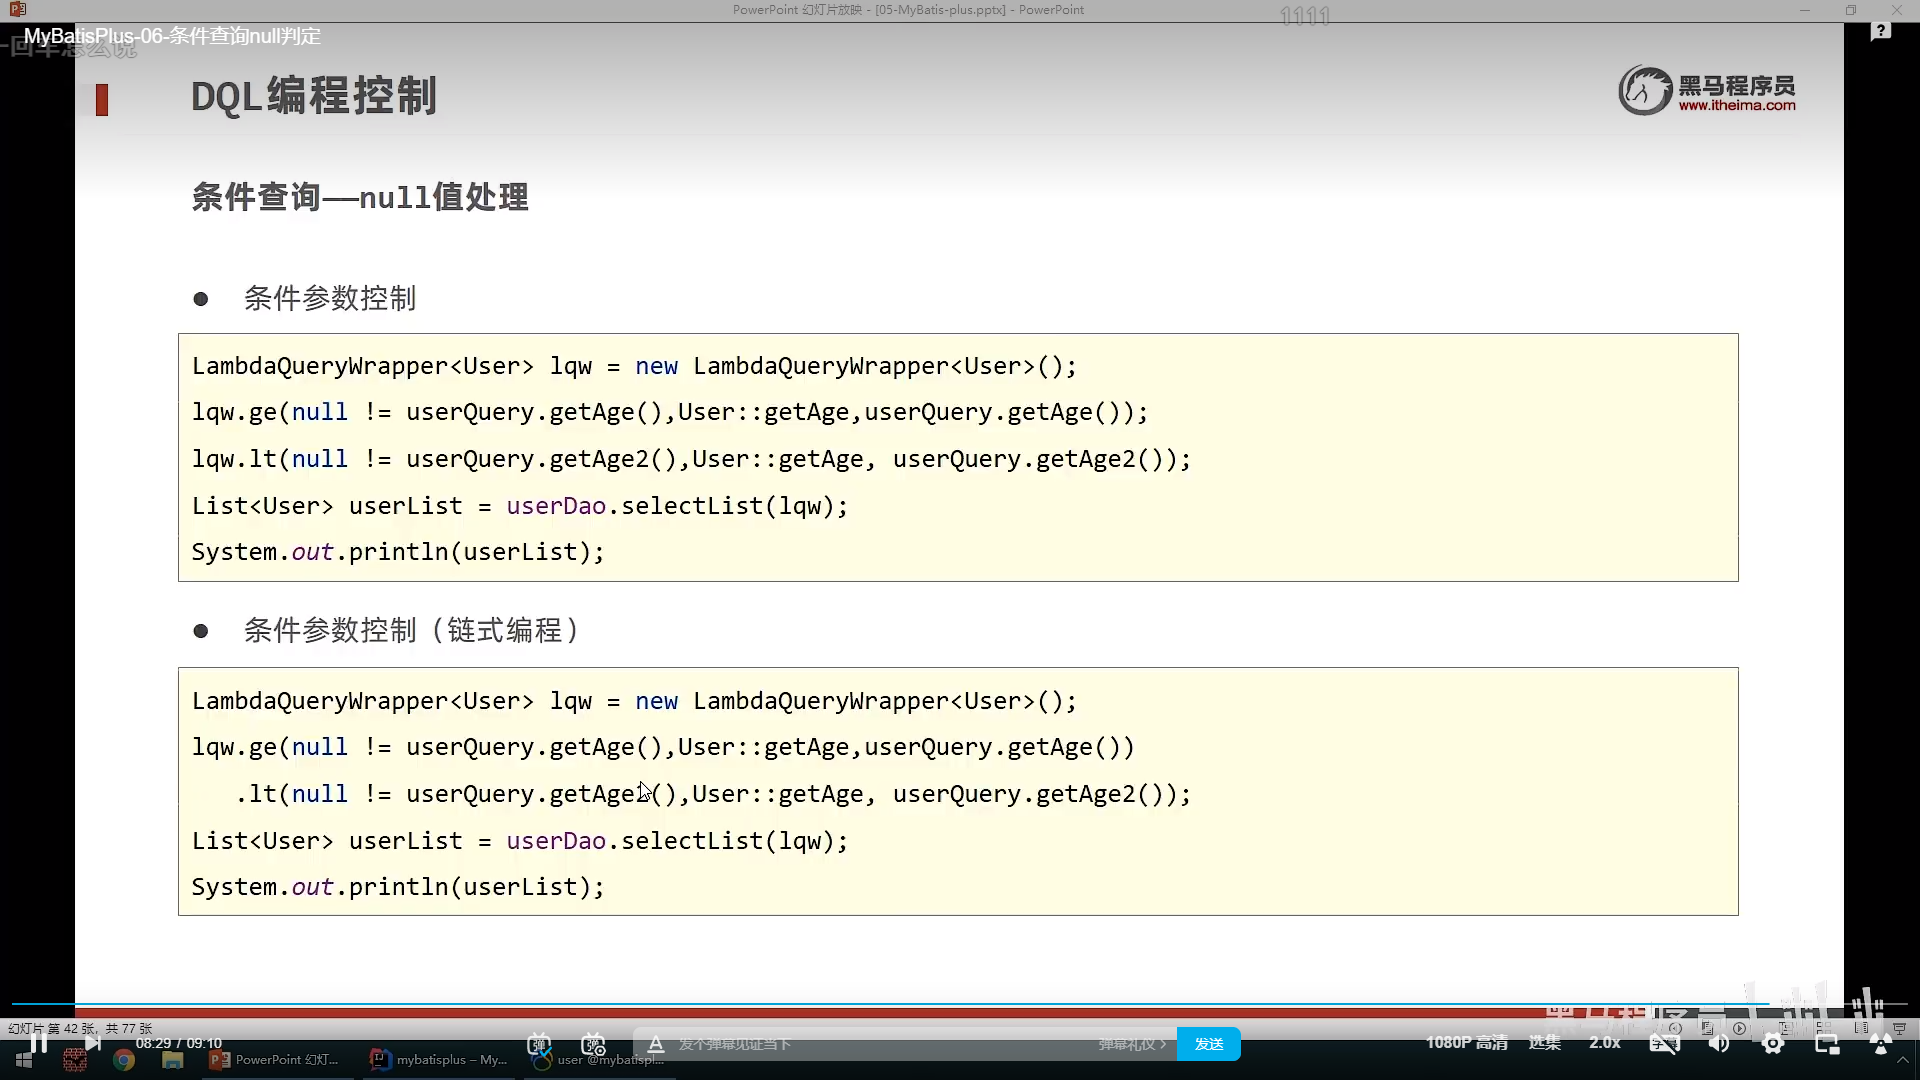 PowerPoint 幻灯片放映 - [05-MyBatis-plus.pptx] - PowerPoint
1111
MyBatisPlus-06-条件查询null判定
一回车怎么说
DQL编程控制
黑马程序员
www.itheima.com
条件查询——null值处理
● 条件参数控制
LambdaQueryWrapper<User> lqw = new LambdaQueryWrapper<User>();
lqw.ge(null != userQuery.getAge(),User::getAge,userQuery.getAge());
lqw.lt(null != userQuery.getAge2(),User::getAge, userQuery.getAge2());
List<User> userList = userDao.selectList(lqw);
System.out.println(userList);
● 条件参数控制（链式编程）
LambdaQueryWrapper<User> lqw = new LambdaQueryWrapper<User>();
lqw.ge(null != userQuery.getAge(),User::getAge,userQuery.getAge())
.lt(null != userQuery.getAge2(),User::getAge, userQuery.getAge2());
List<User> userList = userDao.selectList(lqw);
System.out.println(userList);
幻灯片 第 42 张，共 77 张
08:29 / 09:10
发个弹幕见证当下
弹幕礼仪 >
发送
1080P 高清
选集
2.0x
PowerPoint 幻灯...
mybatisplus – My...
user @mybatispl...